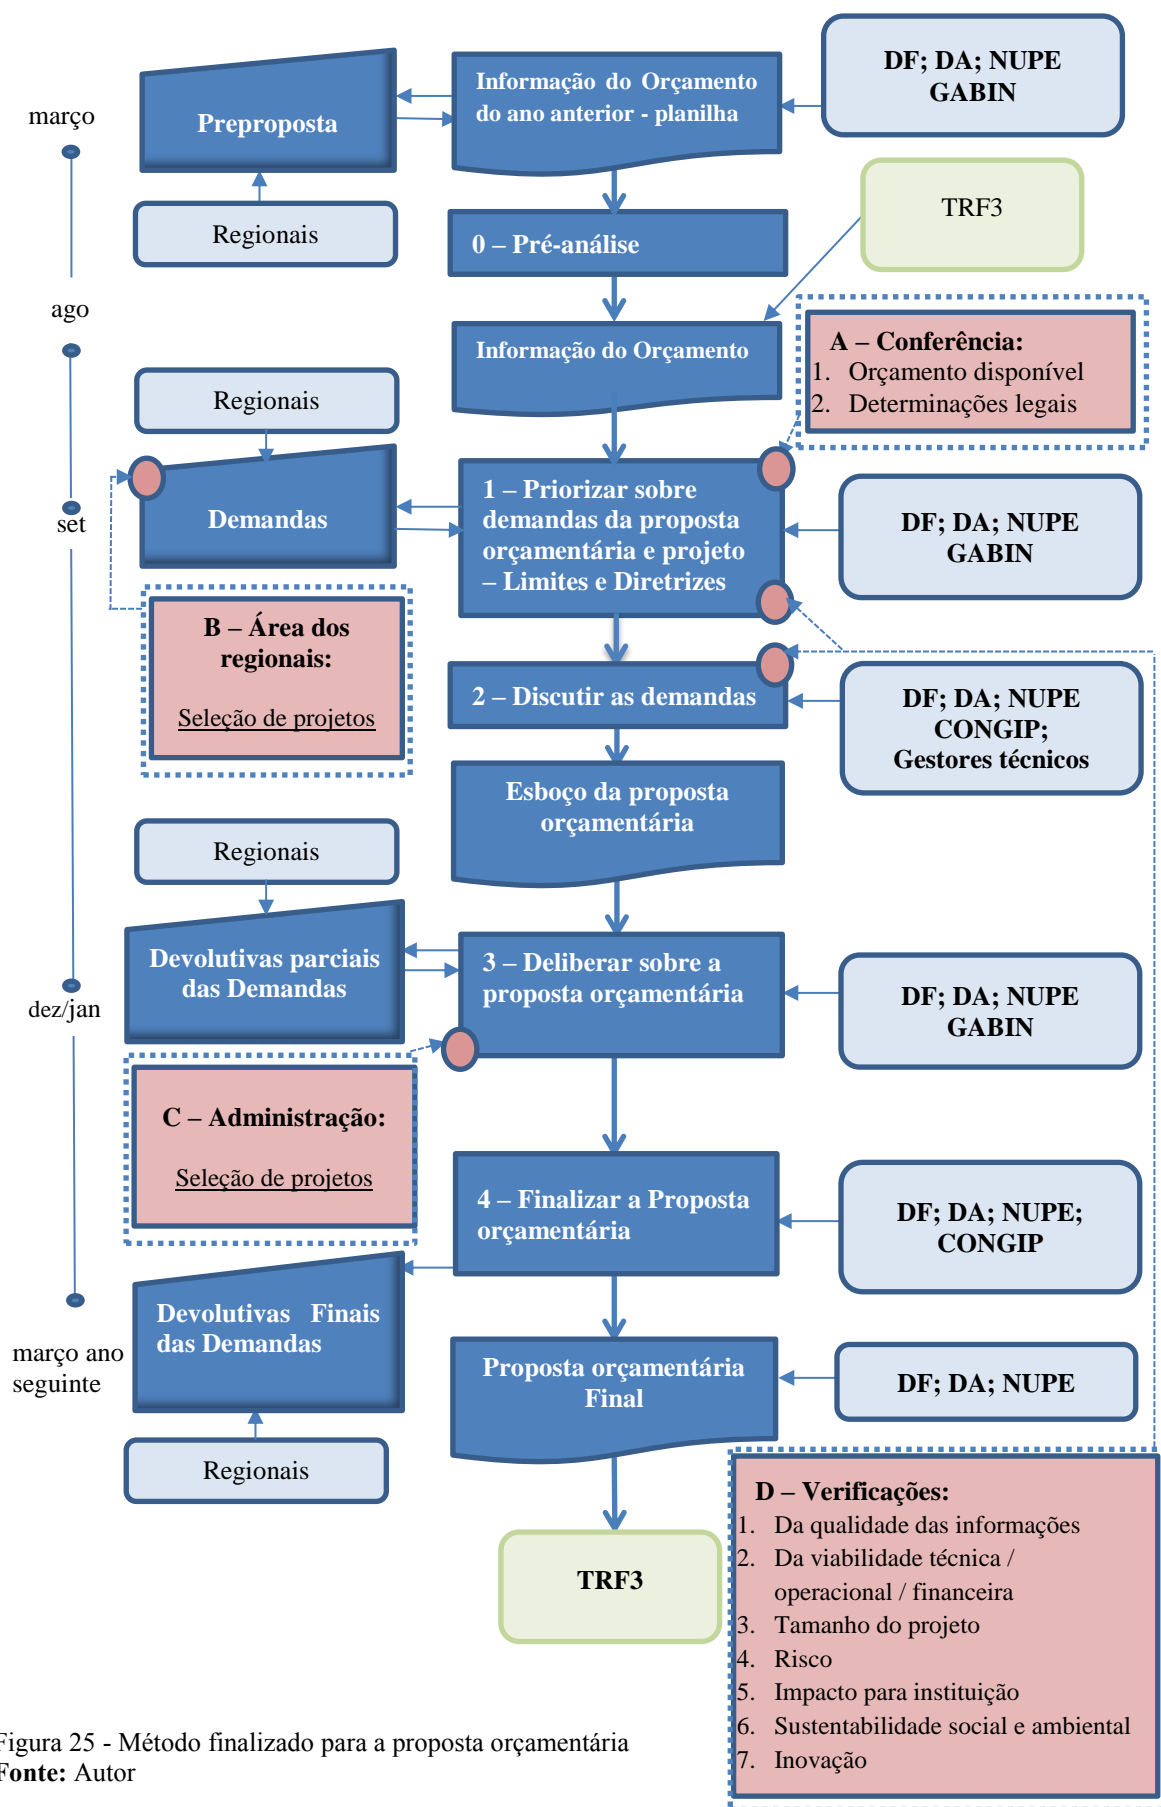 Informação do Orçamento
do ano anterior - planilha
DF; DA; NUPE
GABIN
março
Preproposta
Regionais
TRF3
0 – Pré-análise
ago
Informação do Orçamento
A – Conferência:
1. Orçamento disponível
2. Determinações legais
Regionais
set
Demandas
1 – Priorizar sobre
demandas da proposta
orçamentária e projeto
– Limites e Diretrizes
DF; DA; NUPE
GABIN
B – Área dos
regionais:
Seleção de projetos
2 – Discutir as demandas
DF; DA; NUPE
CONGIP;
Gestores técnicos
Esboço da proposta
orçamentária
Regionais
Devolutivas parciais
das Demandas
3 – Deliberar sobre a
proposta orçamentária
DF; DA; NUPE
GABIN
dez/jan
C – Administração:
Seleção de projetos
4 – Finalizar a Proposta
orçamentária
DF; DA; NUPE;
CONGIP
Devolutivas Finais
das Demandas
março ano
seguinte
Proposta orçamentária
Final
DF; DA; NUPE
Regionais
D – Verificações:
1. Da qualidade das informações
2. Da viabilidade técnica /
operacional / financeira
3. Tamanho do projeto
4. Risco
5. Impacto para instituição
6. Sustentabilidade social e ambiental
7. Inovação
TRF3
Figura 25 - Método finalizado para a proposta orçamentária
Fonte: Autor